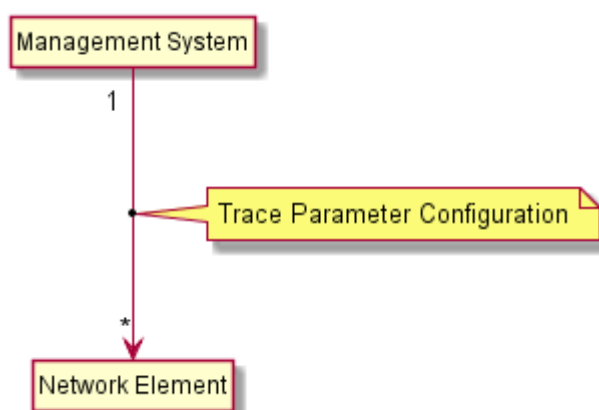 Management System
1
Trace Parameter Configuration
*
Network Element